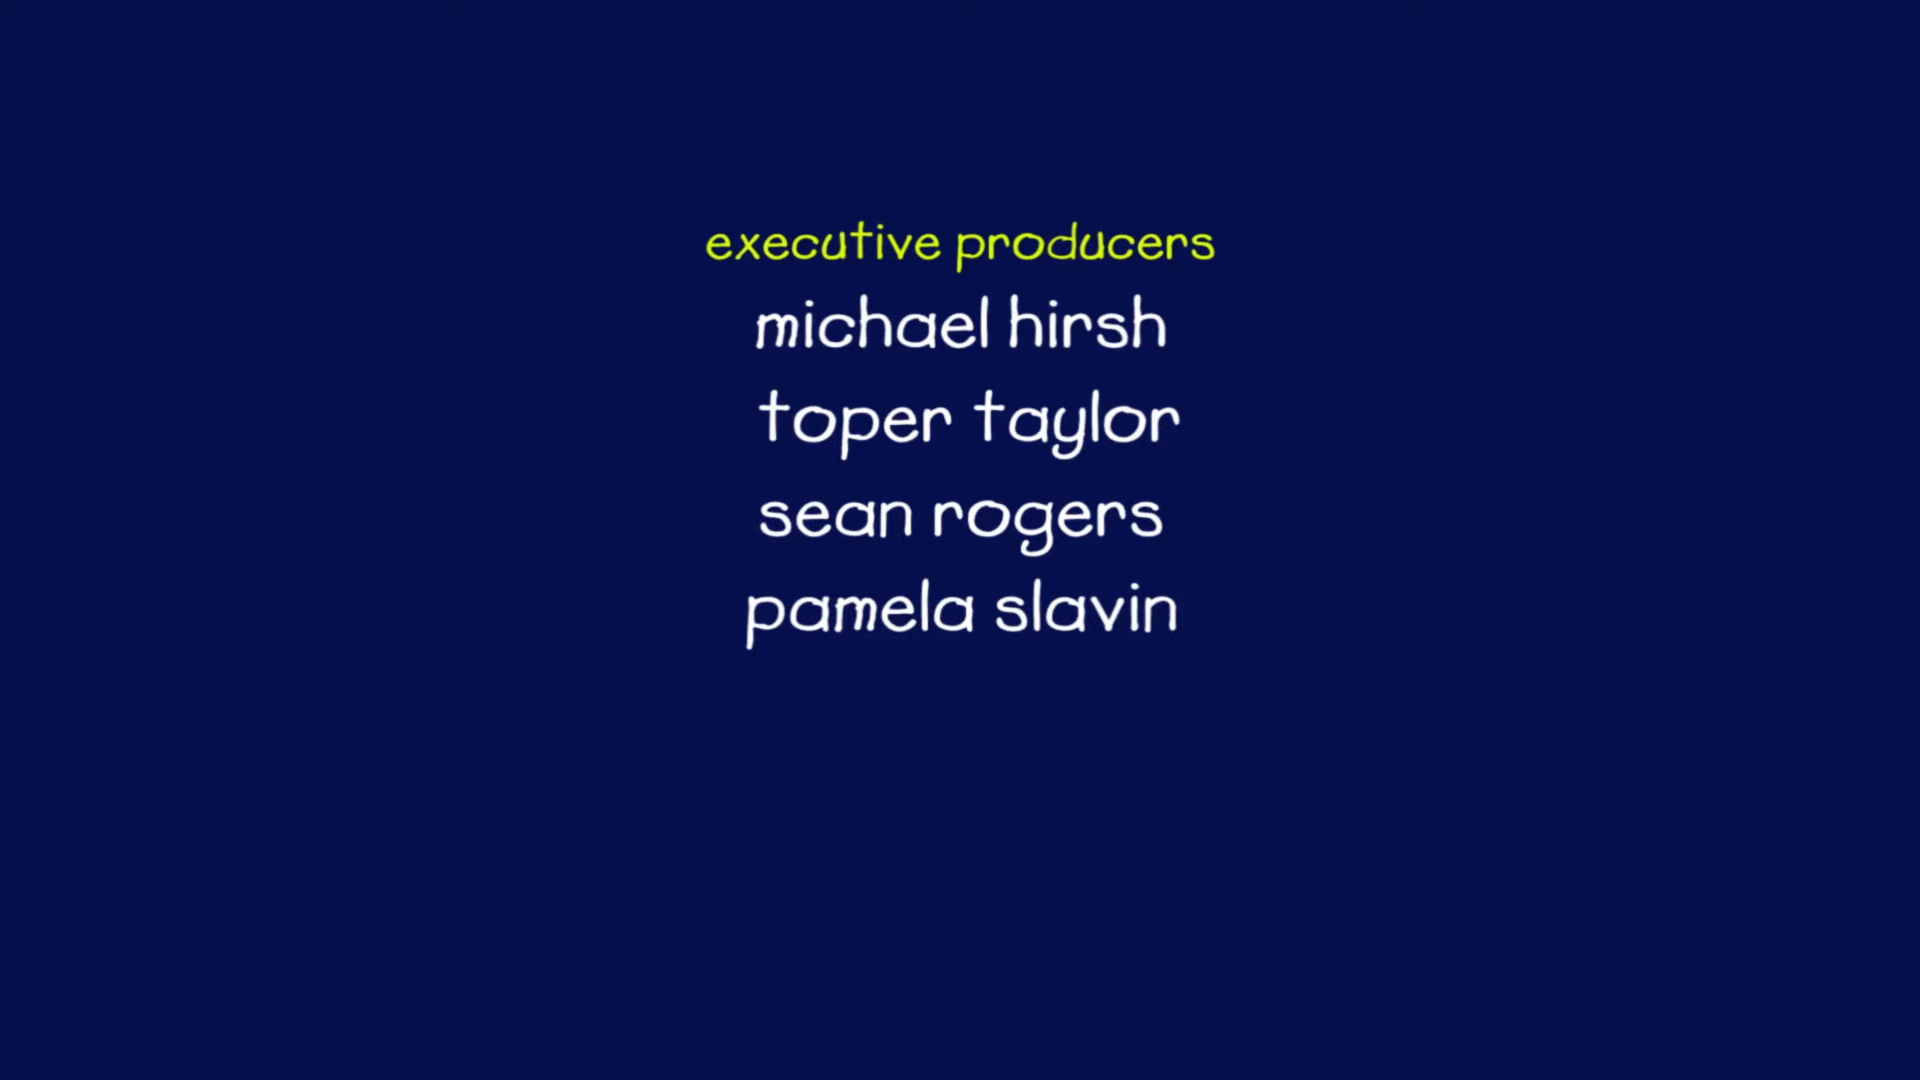 executive producers
michael hirsh
toper taylor
sean rogers
pamela slavin